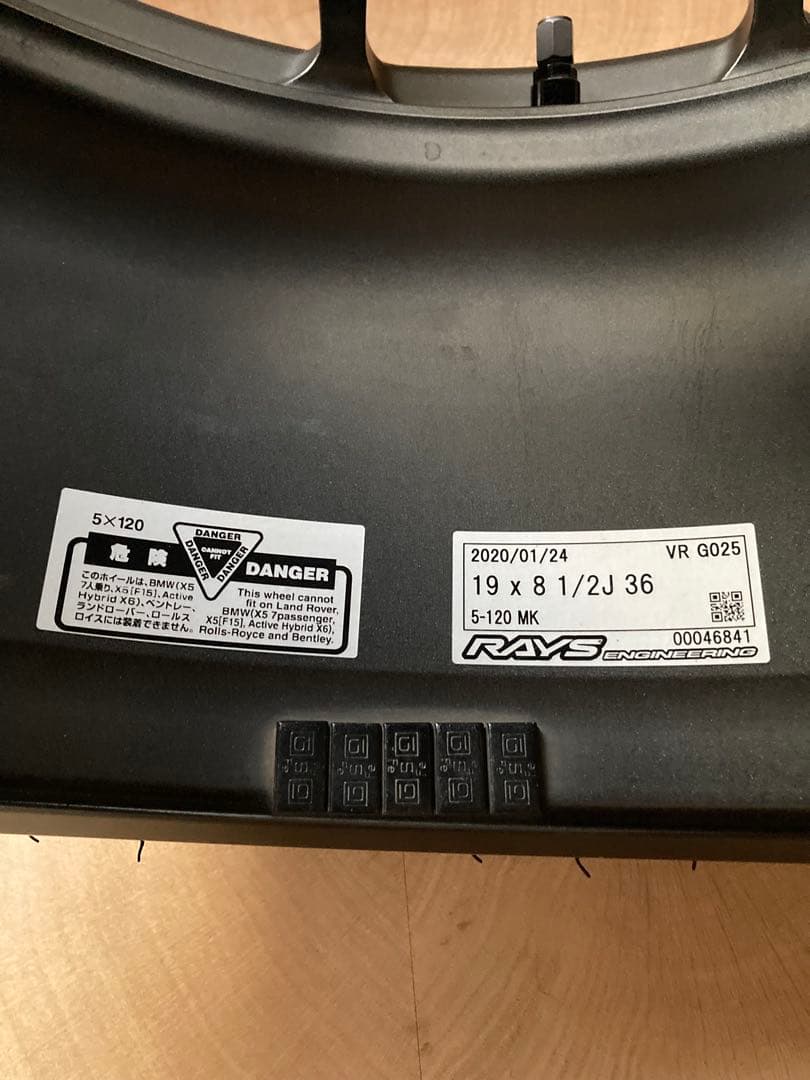 5×120
危険
DANGER
DANGER
DANGER
CANNOT
FIT
DANGER
このホイールは、BMW(X5
7人乗り、X5[F15]、Active
Hybrid X6)、ベントレー、
ランドローバー、ロールス
ロイスには装着できません。
This wheel cannot
fit on Land Rover,
BMW(X5 7passenger,
X5[F15], Active Hybrid X6),
Rolls-Royce and Bentley.
2020/01/24
VR G025
19 x 8 1/2J 36
5-120 MK
00046841
RAYS ENGINEERING